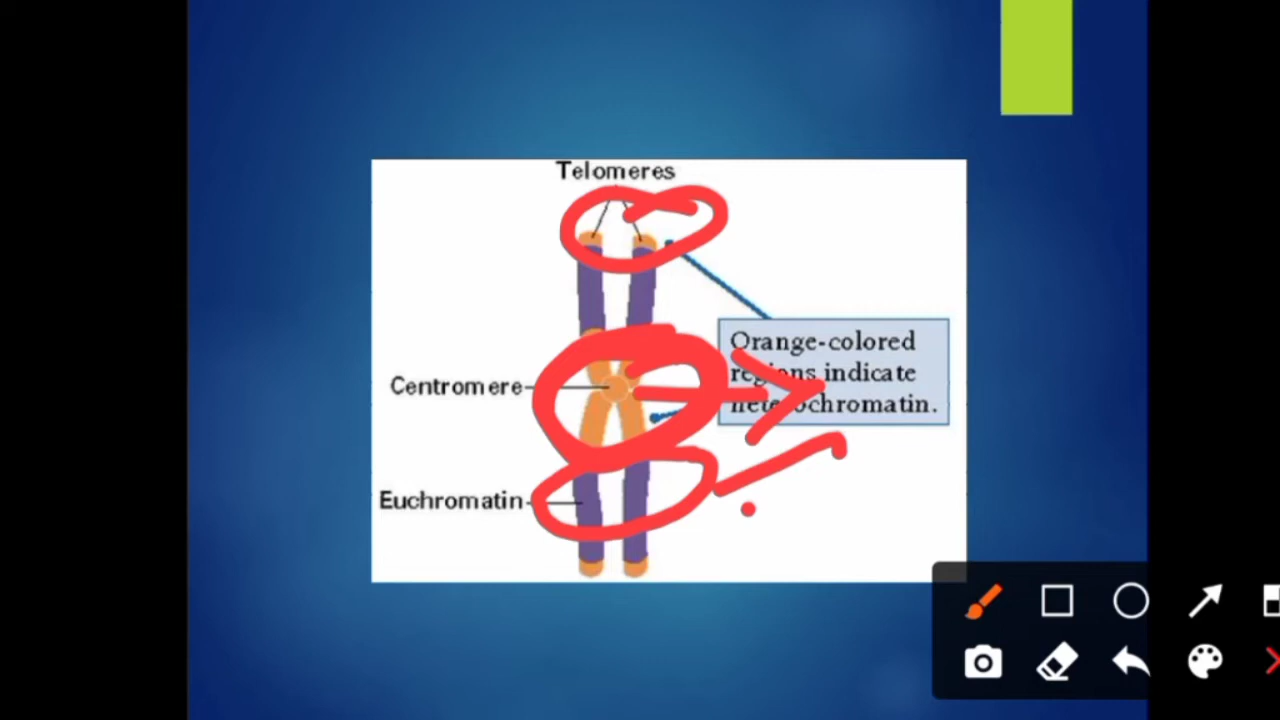 Telomeres
Orange-colored
regions indicate
heterochromatin.
Centromere
Euchromatin